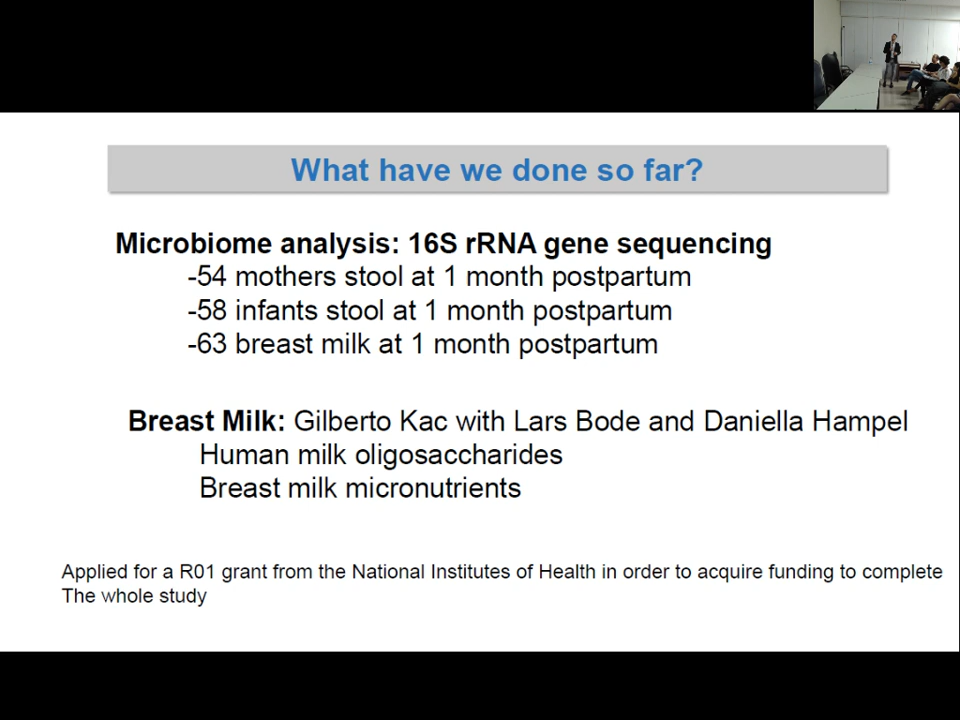 What have we done so far?
Microbiome analysis: 16S rRNA gene sequencing
-54 mothers stool at 1 month postpartum
-58 infants stool at 1 month postpartum
-63 breast milk at 1 month postpartum
Breast Milk: Gilberto Kac with Lars Bode and Daniella Hampel
Human milk oligosaccharides
Breast milk micronutrients
Applied for a R01 grant from the National Institutes of Health in order to acquire funding to complete
The whole study